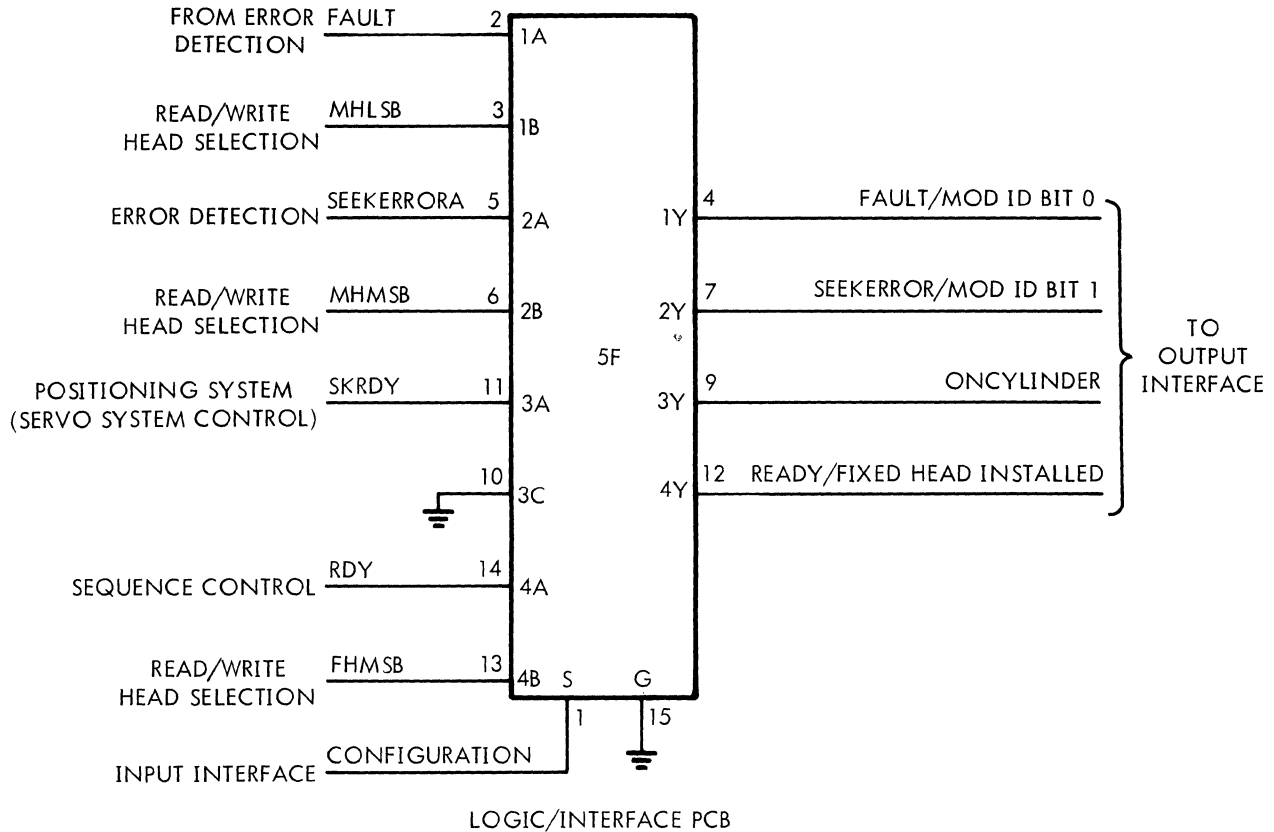 FROM ERROR
DETECTION
FAULT
2
1A
READ/WRITE
HEAD SELECTION
MHLSB
3
1B
ERROR DETECTION
SEEKERRORA
5
2A
READ/WRITE
HEAD SELECTION
MHMSB
6
2B
POSITIONING SYSTEM
(SERVO SYSTEM CONTROL)
SKRDY
11
3A
10
3C
SEQUENCE CONTROL
RDY
14
4A
READ/WRITE
HEAD SELECTION
FHMSB
13
4B
S
G
1
15
INPUT INTERFACE
CONFIGURATION
5F
1Y
4
FAULT/MOD ID BIT 0
2Y
7
SEEKERROR/MOD ID BIT 1
3Y
9
ONCYLINDER
4Y
12
READY/FIXED HEAD INSTALLED
TO
OUTPUT
INTERFACE
LOGIC/INTERFACE PCB